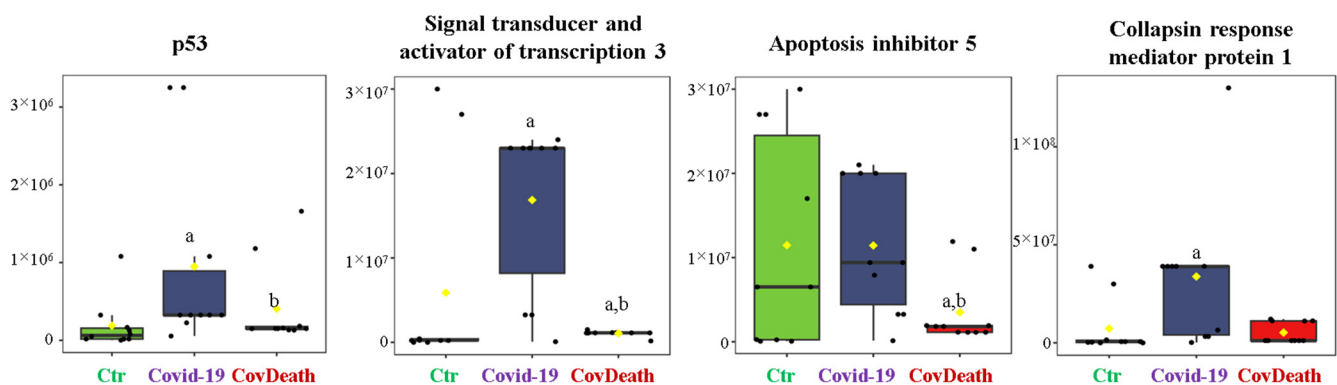 p53
3×10⁶
2×10⁶
1×10⁶
0
a
b
Ctr Covid-19 CovDeath
Signal transducer and
activator of transcription 3
3×10⁷
2×10⁷
1×10⁷
0
a
a,b
Ctr Covid-19 CovDeath
Apoptosis inhibitor 5
3×10⁷
2×10⁷
1×10⁷
0
a,b
Ctr Covid-19 CovDeath
Collapsin response
mediator protein 1
1×10⁸
5×10⁷
0
a
Ctr Covid-19 CovDeath